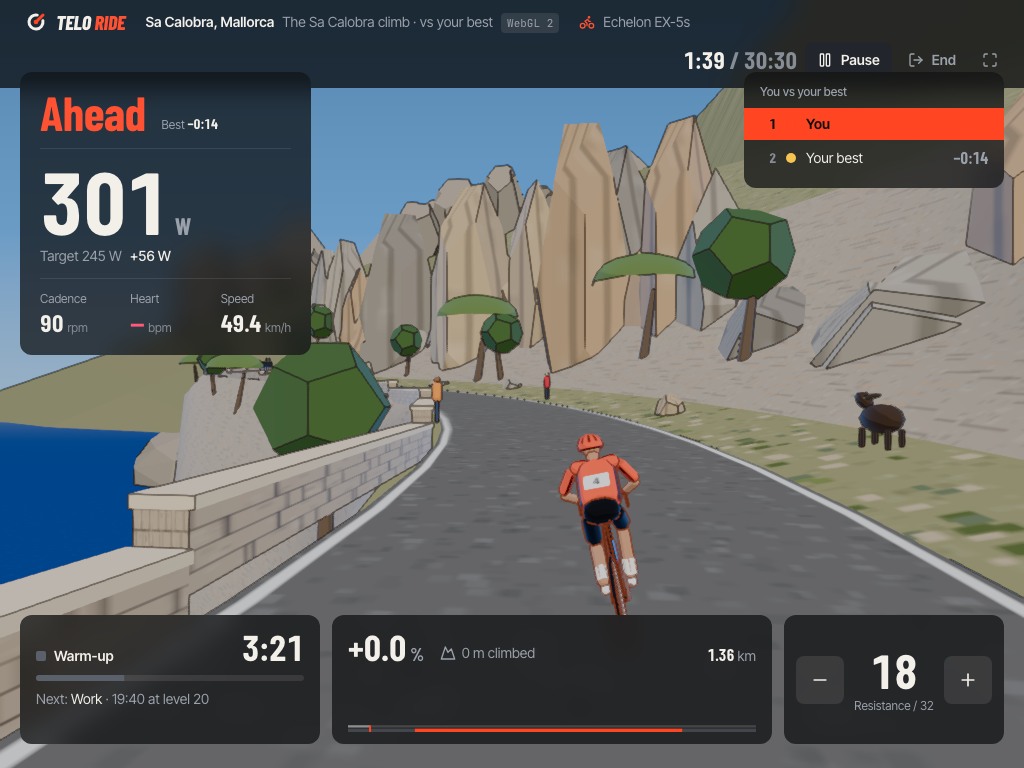 TELO RIDE
Sa Calobra, Mallorca The Sa Calobra climb · vs your best WebGL 2 Echelon EX-5s
1:39 / 30:30 Pause End
Ahead Best −0:14
301 W
Target 245 W +56 W
Cadence Heart Speed
90 rpm — bpm 49.4 km/h
You vs your best
1 You
2 Your best −0:14
4
Warm-up 3:21
Next: Work · 19:40 at level 20
+0.0 % 0 m climbed 1.36 km
− 18 +
Resistance / 32